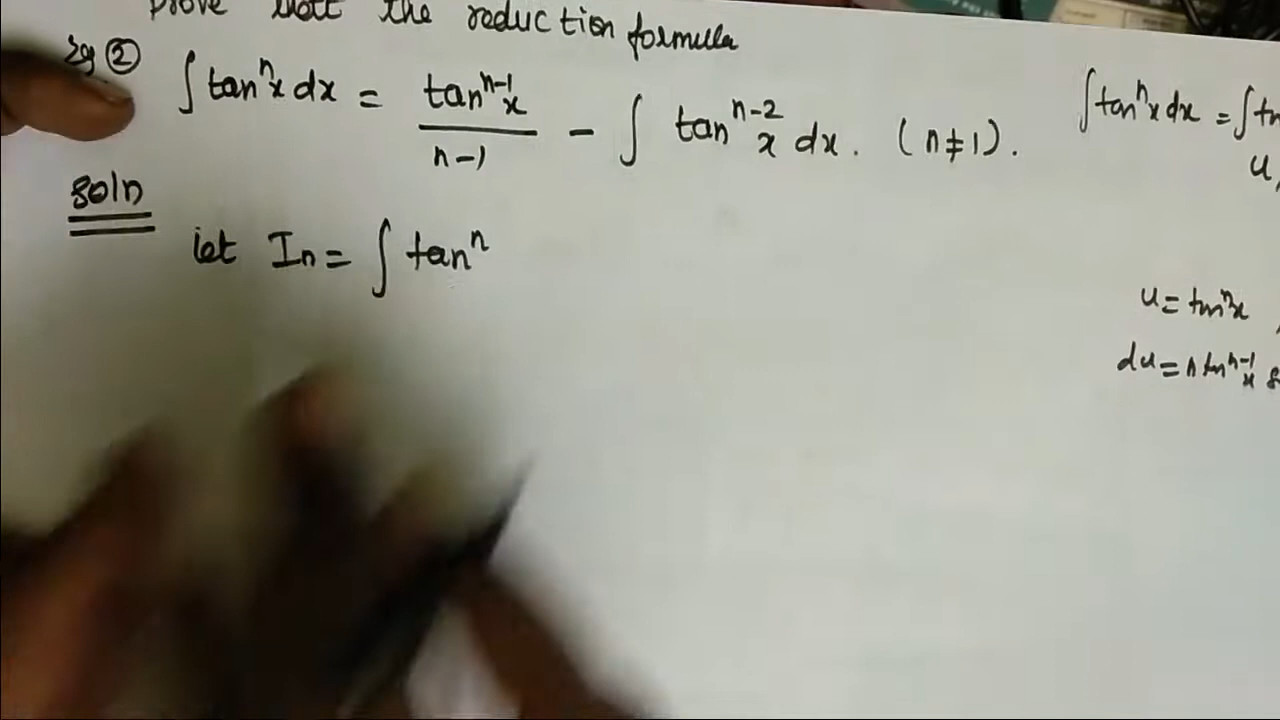 Prove that the reduction formula
Eg ② ∫ tanⁿx dx = tanⁿ⁻¹x / n-1 - ∫ tanⁿ⁻²x dx. (n≠1).
soln
let In = ∫ tanⁿ
∫tanⁿx dx = ∫
u
u = tanⁿx
du = n tanⁿ⁻¹x